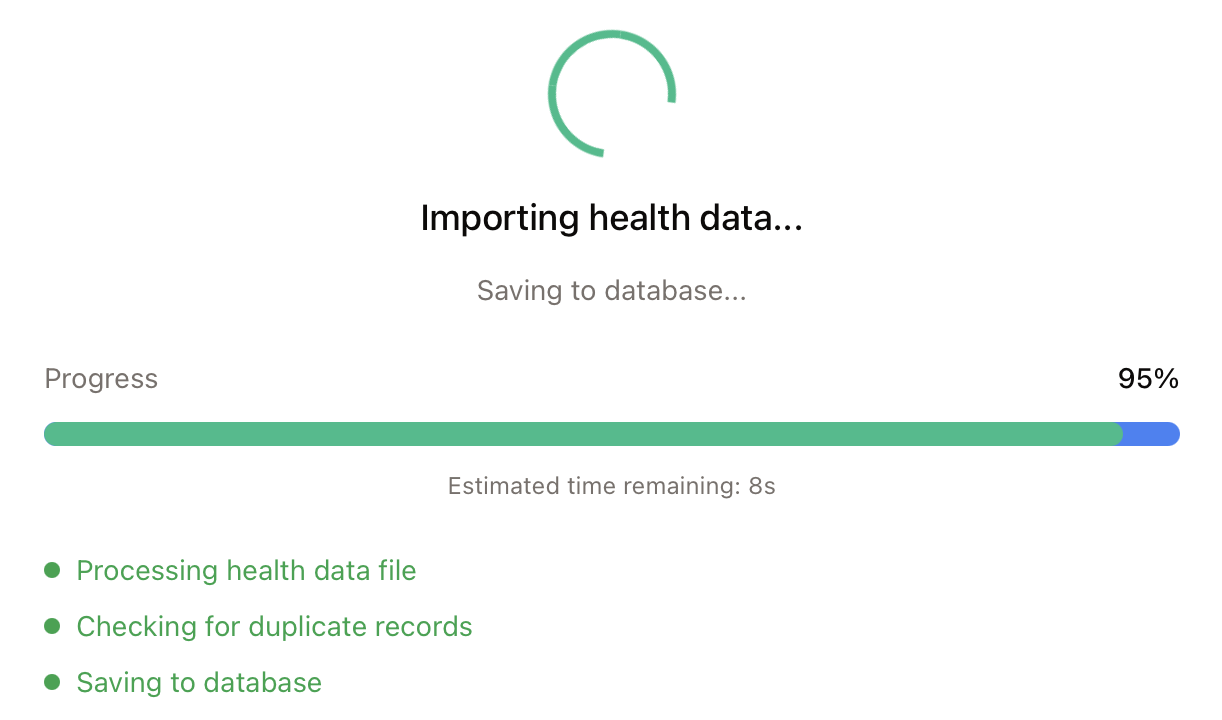 Importing health data...
Saving to database...
Progress 95%
Estimated time remaining: 8s
Processing health data file
Checking for duplicate records
Saving to database